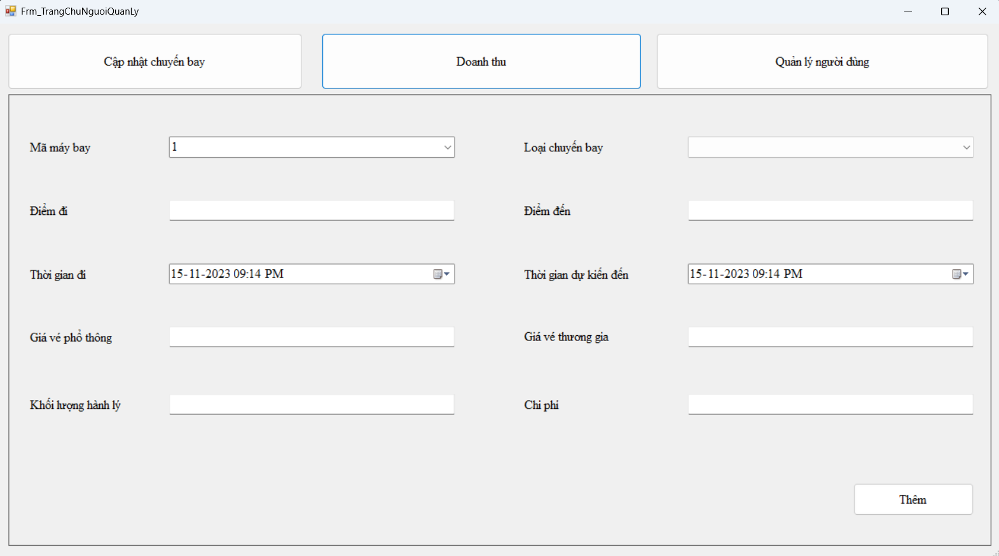 Frm_TrangChuNguoiQuanLy
Cập nhật chuyến bay
Doanh thu
Quản lý người dùng
Mã máy bay
1
Loại chuyến bay
Điểm đi
Điểm đến
Thời gian đi
15-11-2023 09:14 PM
Thời gian dự kiến đến
15-11-2023 09:14 PM
Giá vé phổ thông
Giá vé thương gia
Khối lượng hành lý
Chi phí
Thêm